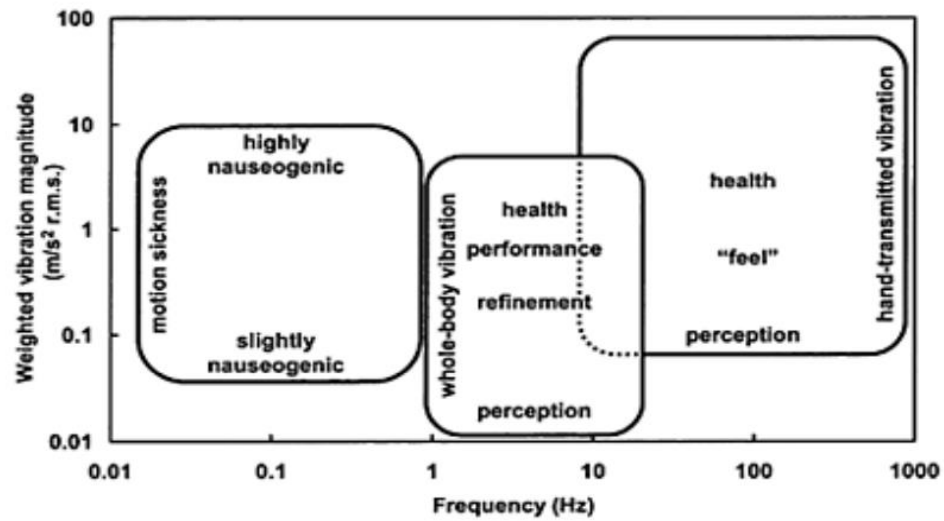 Weighted vibration magnitude
(m/s² r.m.s.)
100
10
1
0.1
0.01
motion sickness
highly
nauseogenic
slightly
nauseogenic
whole-body vibration
health
performance
refinement
perception
health
"feel"
perception
hand-transmitted vibration
0.01
0.1
1
10
100
1000
Frequency (Hz)